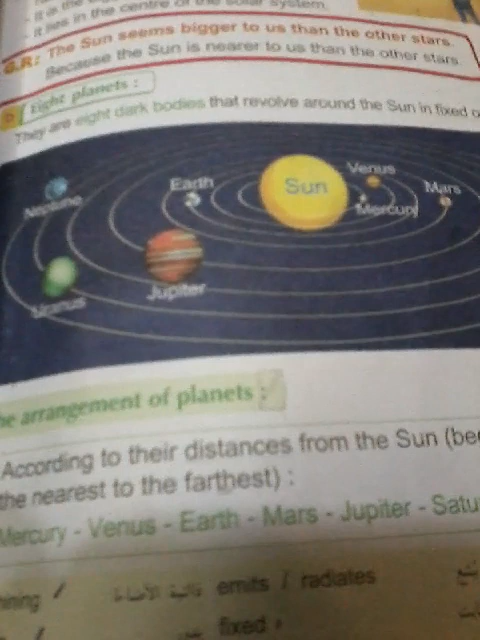 - It is the
- It lies in the centre of the solar system.
G.R: The Sun seems bigger to us than the other stars.
Because the Sun is nearer to us than the other stars.
Eight planets :
They are eight dark bodies that revolve around the Sun in fixed
Venus
Earth
Sun
Mars
Neptune
Mercury
Jupiter
Uranus
he arrangement of planets :
According to their distances from the Sun (be
the nearest to the farthest) :
Mercury - Venus - Earth - Mars - Jupiter - Satu
emits / radiates
fixed